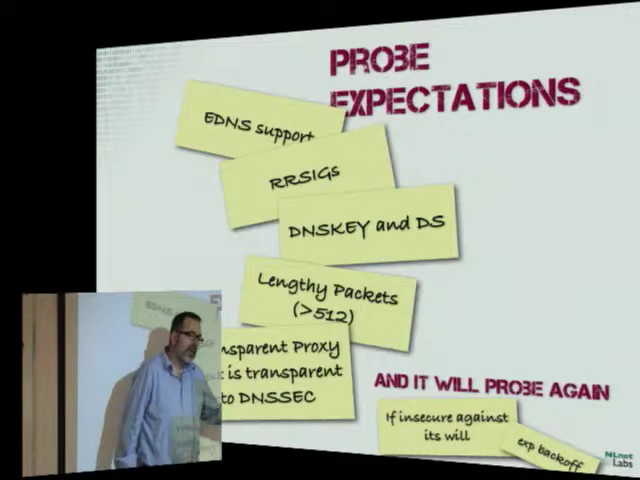 PROBE
EXPECTATIONS
EDNS support
RRSIGs
DNSKEY and DS
Lengthy Packets
(>512)
Proxy
is transparent
to DNSSEC
AND IT WILL PROBE AGAIN
If insecure against
its will
exp backoff
NLnet
Labs